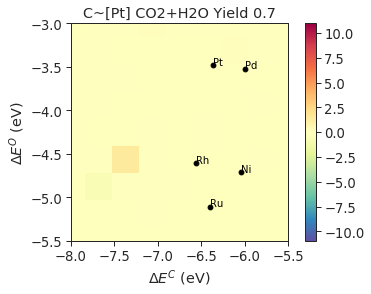 C~[Pt] CO2+H2O Yield 0.7
−3.0
−3.5
−4.0
−4.5
−5.0
−5.5
ΔE^O (eV)
Pt
Pd
Rh
Ni
Ru
−8.0 −7.5 −7.0 −6.5 −6.0 −5.5
ΔE^C (eV)
10.0
7.5
5.0
2.5
0.0
−2.5
−5.0
−7.5
−10.0